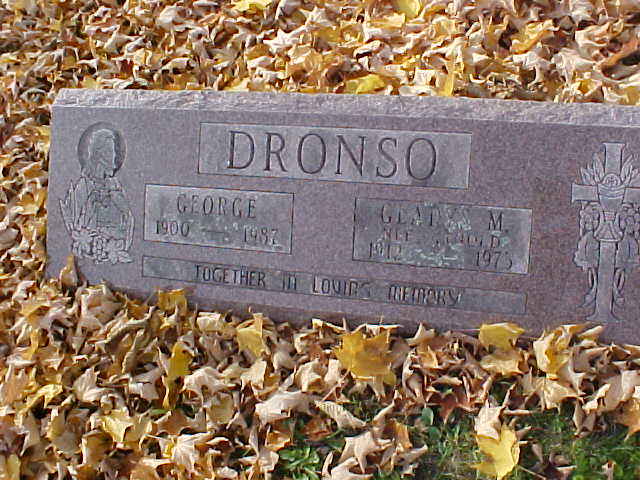 DRONSO
GEORGE
1900 — 1987
GLADYS M.
NEE
1912 — 1975
TOGETHER IN LOVING MEMORY